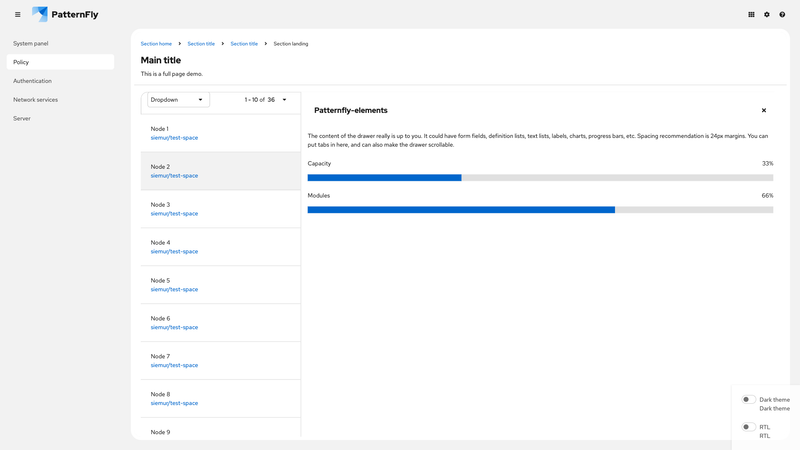 PatternFly
System panel
Policy
Authentication
Network services
Server
Section home > Section title > Section title > Section landing
Main title
This is a full page demo.
Dropdown
1 - 10 of 36
Node 1
siemur/test-space
Node 2
siemur/test-space
Node 3
siemur/test-space
Node 4
siemur/test-space
Node 5
siemur/test-space
Node 6
siemur/test-space
Node 7
siemur/test-space
Node 8
siemur/test-space
Node 9
Patternfly-elements
The content of the drawer really is up to you. It could have form fields, definition lists, text lists, labels, charts, progress bars, etc. Spacing recommendation is 24px margins. You can
put tabs in here, and can also make the drawer scrollable.
Capacity 33%
Modules 66%
Dark theme
Dark theme
RTL
RTL